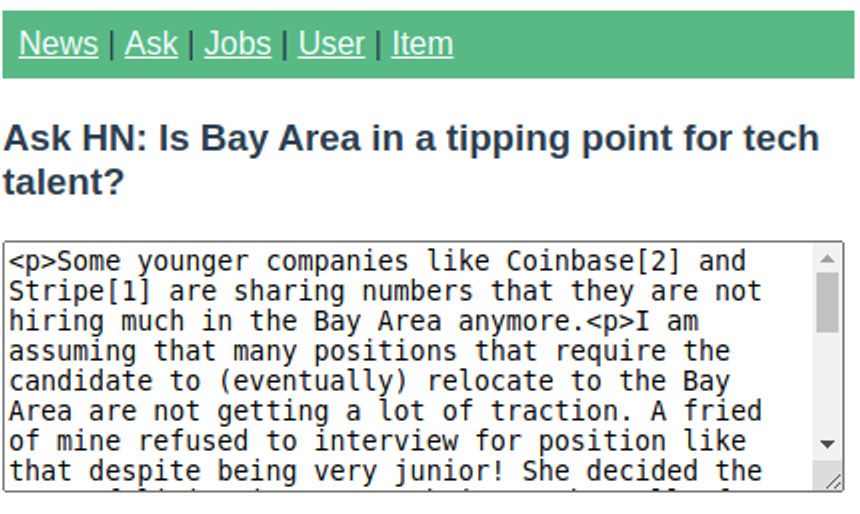 News | Ask | Jobs | User | Item
Ask HN: Is Bay Area in a tipping point for tech
talent?
<p>Some younger companies like Coinbase[2] and
Stripe[1] are sharing numbers that they are not
hiring much in the Bay Area anymore.<p>I am
assuming that many positions that require the
candidate to (eventually) relocate to the Bay
Area are not getting a lot of traction. A fried
of mine refused to interview for position like
that despite being very junior! She decided the